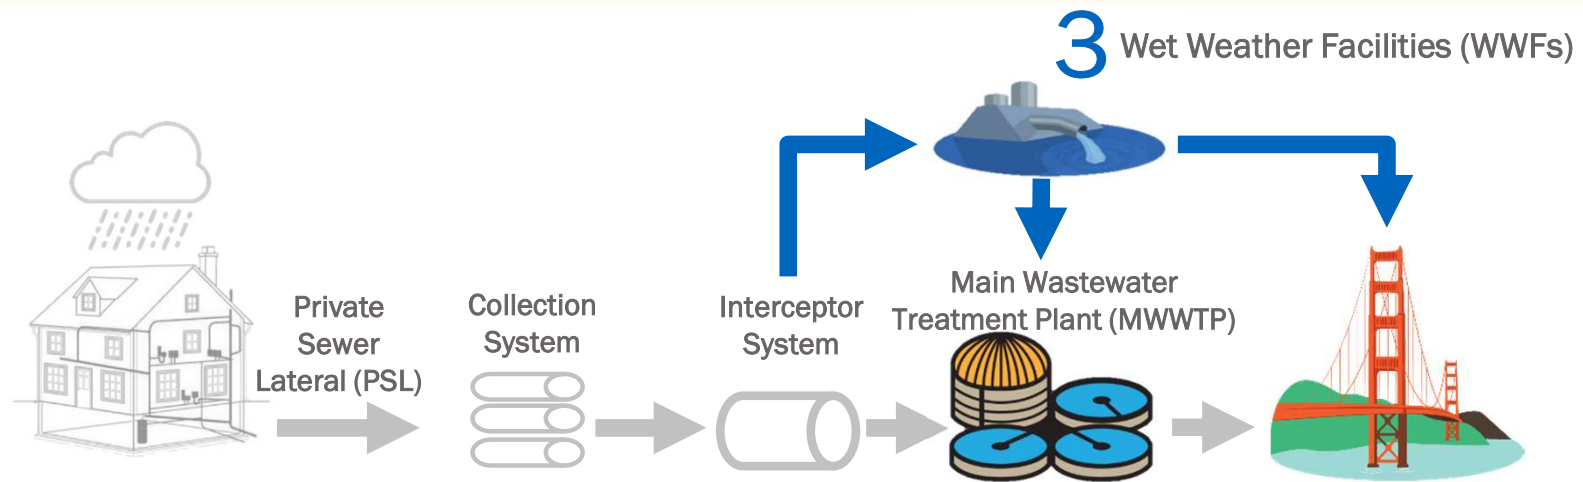 3 Wet Weather Facilities (WWFs)
Private
Sewer
Lateral (PSL)
Collection
System
Interceptor
System
Main Wastewater
Treatment Plant (MWWTP)